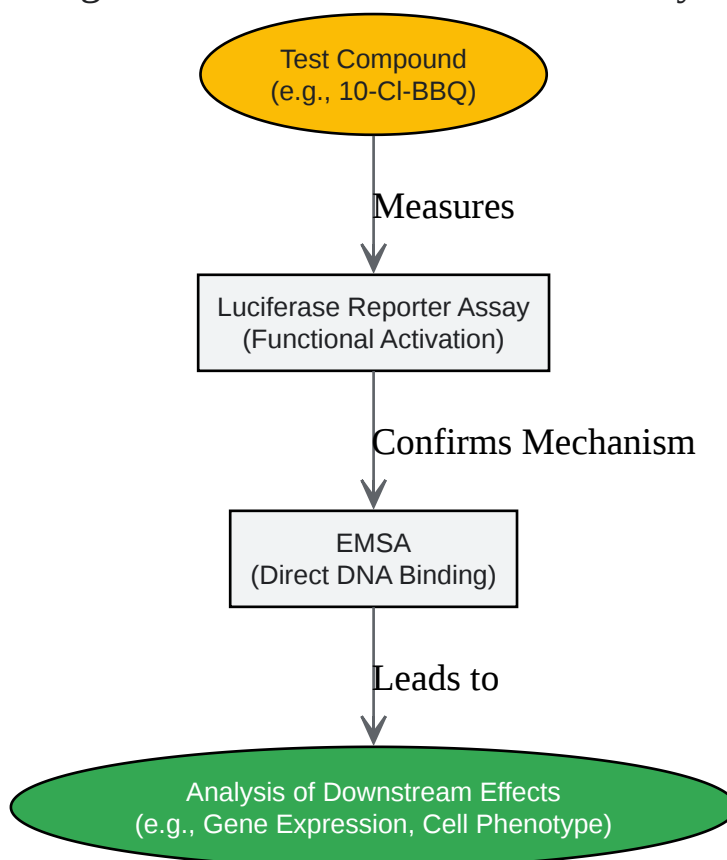 Test Compound
(e.g., 10-Cl-BBQ)
Measures
Luciferase Reporter Assay
(Functional Activation)
Confirms Mechanism
EMSA
(Direct DNA Binding)
Leads to
Analysis of Downstream Effects
(e.g., Gene Expression, Cell Phenotype)